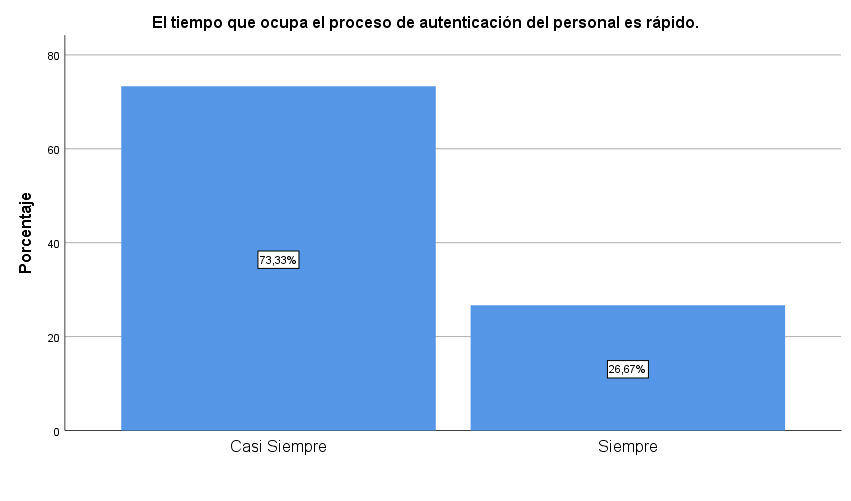 El tiempo que ocupa el proceso de autenticación del personal es rápido.
Porcentaje
80
60
40
20
0
73,33%
26,67%
Casi Siempre
Siempre